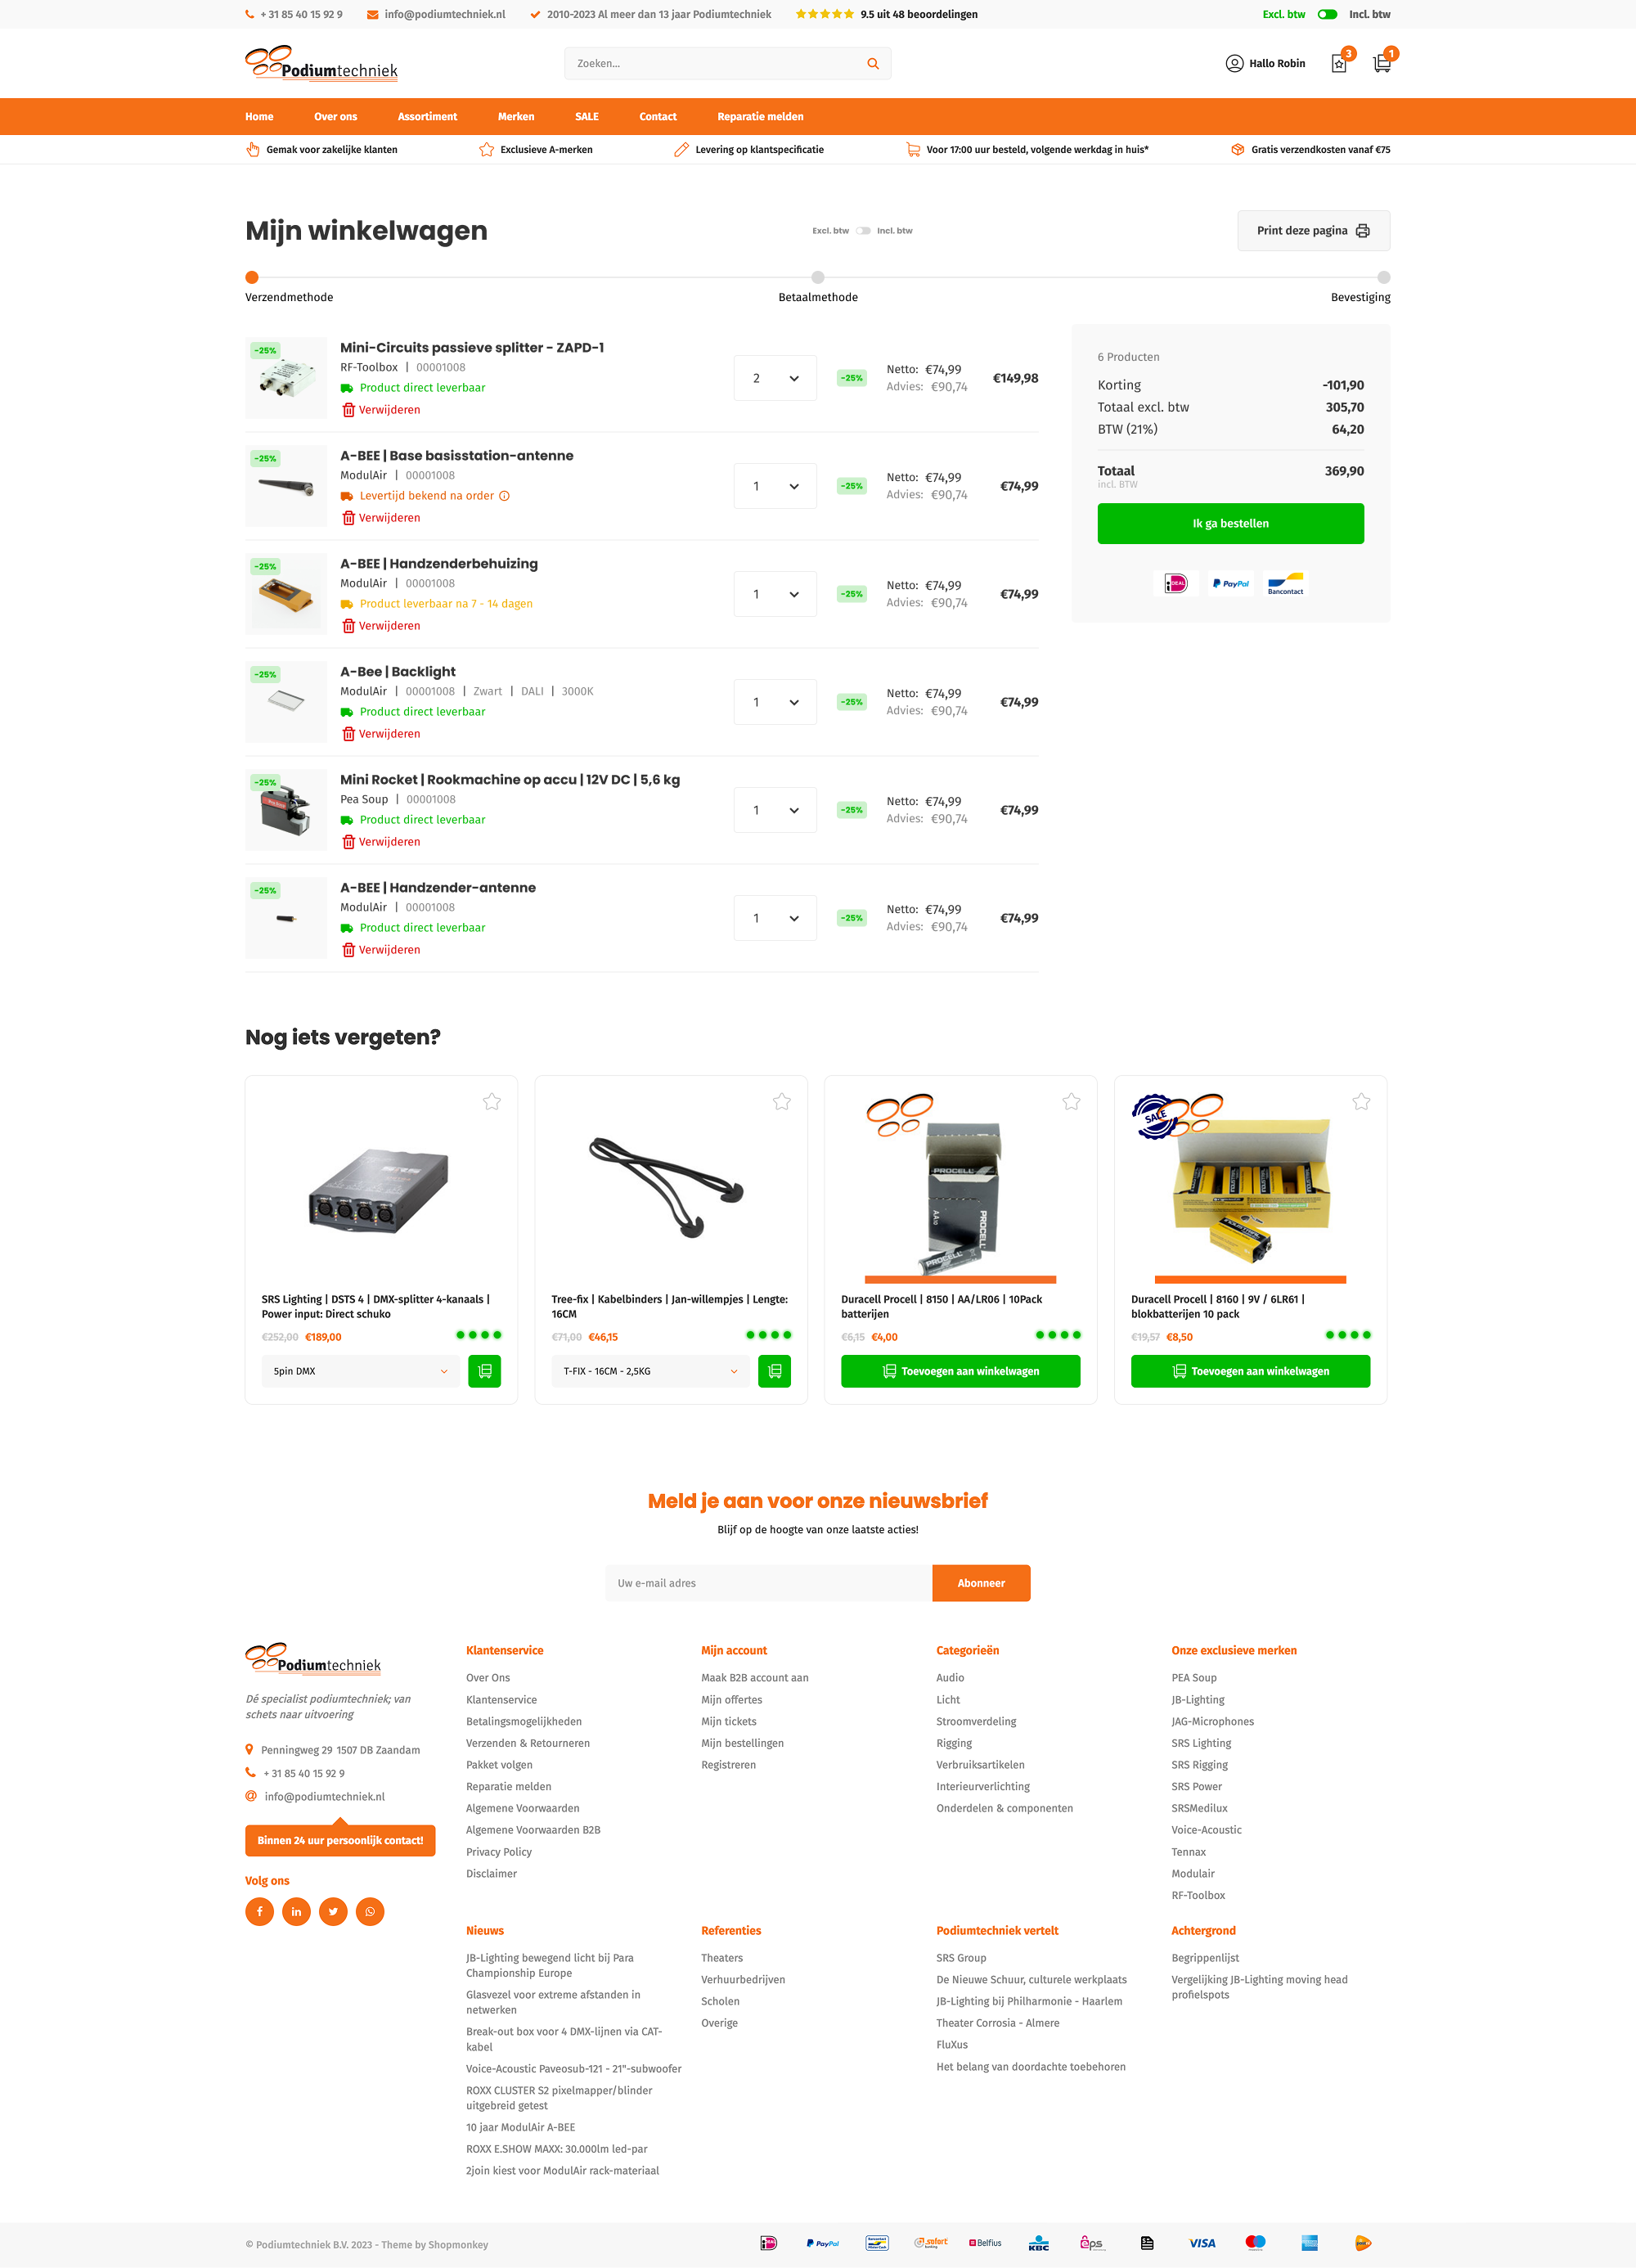 + 31 85 40 15 92 9 info@podiumtechniek.nl 2010-2023 Al meer dan 13 jaar Podiumtechniek 9.5 uit 48 beoordelingen Excl. btw Incl. btw
Podiumtechniek Zoeken... Hallo Robin 3 1
Home Over ons Assortiment Merken SALE Contact Reparatie melden
Gemak voor zakelijke klanten Exclusieve A-merken Levering op klantspecificatie Voor 17:00 uur besteld, volgende werkdag in huis* Gratis verzendkosten vanaf €75
Mijn winkelwagen Excl. btw Incl. btw Print deze pagina
Verzendmethode Betaalmethode Bevestiging
-25%
Mini-Circuits passieve splitter - ZAPD-1
RF-Toolbox | 00001008
Product direct leverbaar
Verwijderen
2 -25% Netto: €74,99 €149,98
Advies: €90,74
-25%
A-BEE | Base basisstation-antenne
ModulAir | 00001008
Levertijd bekend na order
Verwijderen
1 -25% Netto: €74,99 €74,99
Advies: €90,74
-25%
A-BEE | Handzenderbehuizing
ModulAir | 00001008
Product leverbaar na 7 - 14 dagen
Verwijderen
1 -25% Netto: €74,99 €74,99
Advies: €90,74
-25%
A-Bee | Backlight
ModulAir | 00001008 | Zwart | DALI | 3000K
Product direct leverbaar
Verwijderen
1 -25% Netto: €74,99 €74,99
Advies: €90,74
-25%
Mini Rocket | Rookmachine op accu | 12V DC | 5,6 kg
Pea Soup | 00001008
Product direct leverbaar
Verwijderen
1 -25% Netto: €74,99 €74,99
Advies: €90,74
-25%
A-BEE | Handzender-antenne
ModulAir | 00001008
Product direct leverbaar
Verwijderen
1 -25% Netto: €74,99 €74,99
Advies: €90,74
6 Producten
Korting -101,90
Totaal excl. btw 305,70
BTW (21%) 64,20
Totaal 369,90
incl. BTW
Ik ga bestellen
iDEAL PayPal Bancontact
Nog iets vergeten?
SRS
SRS Lighting | DSTS 4 | DMX-splitter 4-kanaals |
Power input: Direct schuko
€252,00 €189,00
5pin DMX
Tree-fix | Kabelbinders | Jan-willempjes | Lengte:
16CM
€71,00 €46,15
T-FIX - 16CM - 2,5KG
PROCELL
AA
PROCELL
PROCELL
Duracell Procell | 8150 | AA/LR06 | 10Pack
batterijen
€6,15 €4,00
Toevoegen aan winkelwagen
SALE
Duracell Procell | 8160 | 9V / 6LR61 |
blokbatterijen 10 pack
€19,57 €8,50
Toevoegen aan winkelwagen
Meld je aan voor onze nieuwsbrief
Blijf op de hoogte van onze laatste acties!
Uw e-mail adres Abonneer
Podiumtechniek
Dé specialist podiumtechniek; van
schets naar uitvoering
Penningweg 29 1507 DB Zaandam
+ 31 85 40 15 92 9
info@podiumtechniek.nl
Binnen 24 uur persoonlijk contact!
Volg ons
Klantenservice
Over Ons
Klantenservice
Betalingsmogelijkheden
Verzenden & Retourneren
Pakket volgen
Reparatie melden
Algemene Voorwaarden
Algemene Voorwaarden B2B
Privacy Policy
Disclaimer
Mijn account
Maak B2B account aan
Mijn offertes
Mijn tickets
Mijn bestellingen
Registreren
Categorieën
Audio
Licht
Stroomverdeling
Rigging
Verbruiksartikelen
Interieurverlichting
Onderdelen & componenten
Onze exclusieve merken
PEA Soup
JB-Lighting
JAG-Microphones
SRS Lighting
SRS Rigging
SRS Power
SRSMedilux
Voice-Acoustic
Tennax
Modulair
RF-Toolbox
Nieuws
JB-Lighting bewegend licht bij Para
Championship Europe
Glasvezel voor extreme afstanden in
netwerken
Break-out box voor 4 DMX-lijnen via CAT-
kabel
Voice-Acoustic Paveosub-121 - 21"-subwoofer
ROXX CLUSTER S2 pixelmapper/blinder
uitgebreid getest
10 jaar ModulAir A-BEE
ROXX E.SHOW MAXX: 30.000lm led-par
2join kiest voor ModulAir rack-materiaal
Referenties
Theaters
Verhuurbedrijven
Scholen
Overige
Podiumtechniek vertelt
SRS Group
De Nieuwe Schuur, culturele werkplaats
JB-Lighting bij Philharmonie - Haarlem
Theater Corrosia - Almere
FluXus
Het belang van doordachte toebehoren
Achtergrond
Begrippenlijst
Vergelijking JB-Lighting moving head
profielspots
© Podiumtechniek B.V. 2023 - Theme by Shopmonkey PayPal sofort Belfius KBC eps VISA